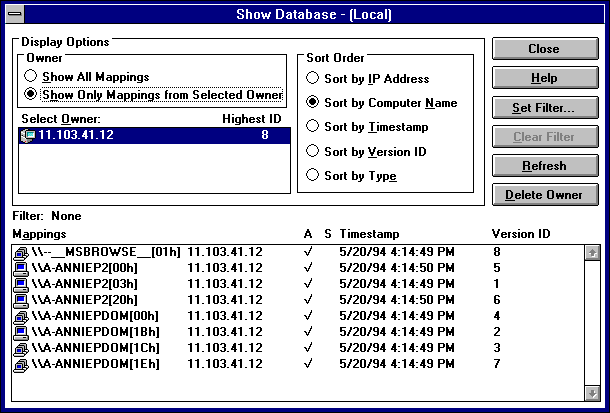 Show Database - (Local)
Display Options
Owner
Show All Mappings
Show Only Mappings from Selected Owner
Select Owner: Highest ID
11.103.41.12 8
Sort Order
Sort by IP Address
Sort by Computer Name
Sort by Timestamp
Sort by Version ID
Sort by Type
Close
Help
Set Filter...
Clear Filter
Refresh
Delete Owner
Filter: None
Mappings A S Timestamp Version ID
\\--__MSBROWSE__[01h] 11.103.41.12 √ 5/20/94 4:14:49 PM 8
\\A-ANNIEP2[00h] 11.103.41.12 √ 5/20/94 4:14:50 PM 5
\\A-ANNIEP2[03h] 11.103.41.12 √ 5/20/94 4:14:49 PM 1
\\A-ANNIEP2[20h] 11.103.41.12 √ 5/20/94 4:14:50 PM 6
\\A-ANNIEPDOM[00h] 11.103.41.12 √ 5/20/94 4:14:49 PM 4
\\A-ANNIEPDOM[1Bh] 11.103.41.12 √ 5/20/94 4:14:49 PM 2
\\A-ANNIEPDOM[1Ch] 11.103.41.12 √ 5/20/94 4:14:49 PM 3
\\A-ANNIEPDOM[1Eh] 11.103.41.12 √ 5/20/94 4:14:49 PM 7